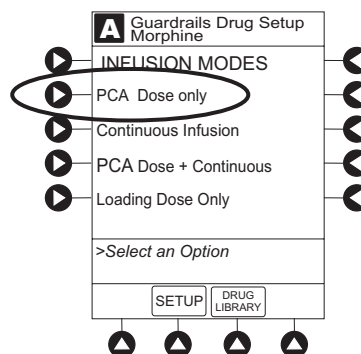 A Guardrails Drug Setup
Morphine
INFUSION MODES
PCA Dose only
Continuous Infusion
PCA Dose + Continuous
Loading Dose Only
>Select an Option
SETUP DRUG
LIBRARY